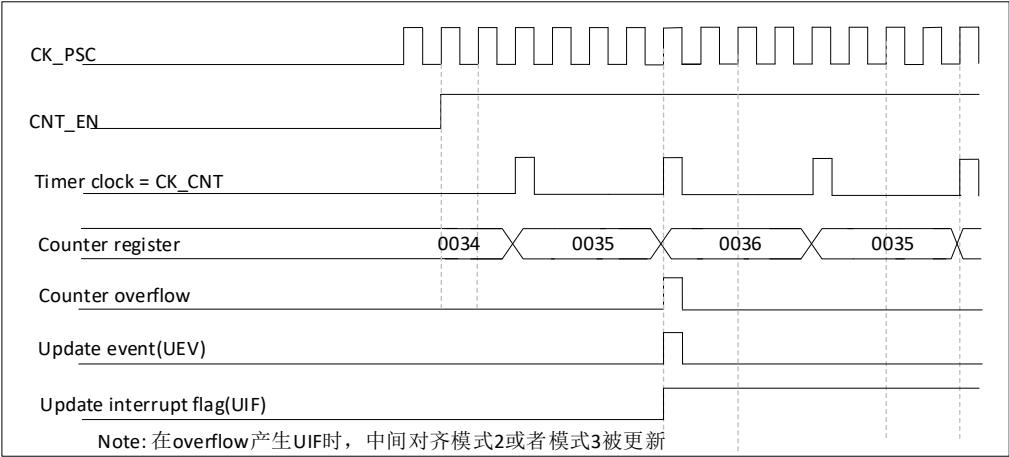 CK_PSC
CNT_EN
Timer clock = CK_CNT
Counter register 0034 0035 0036 0035
Counter overflow
Update event(UEV)
Update interrupt flag(UIF)
Note: 在overflow产生UIF时，中间对齐模式2或者模式3被更新